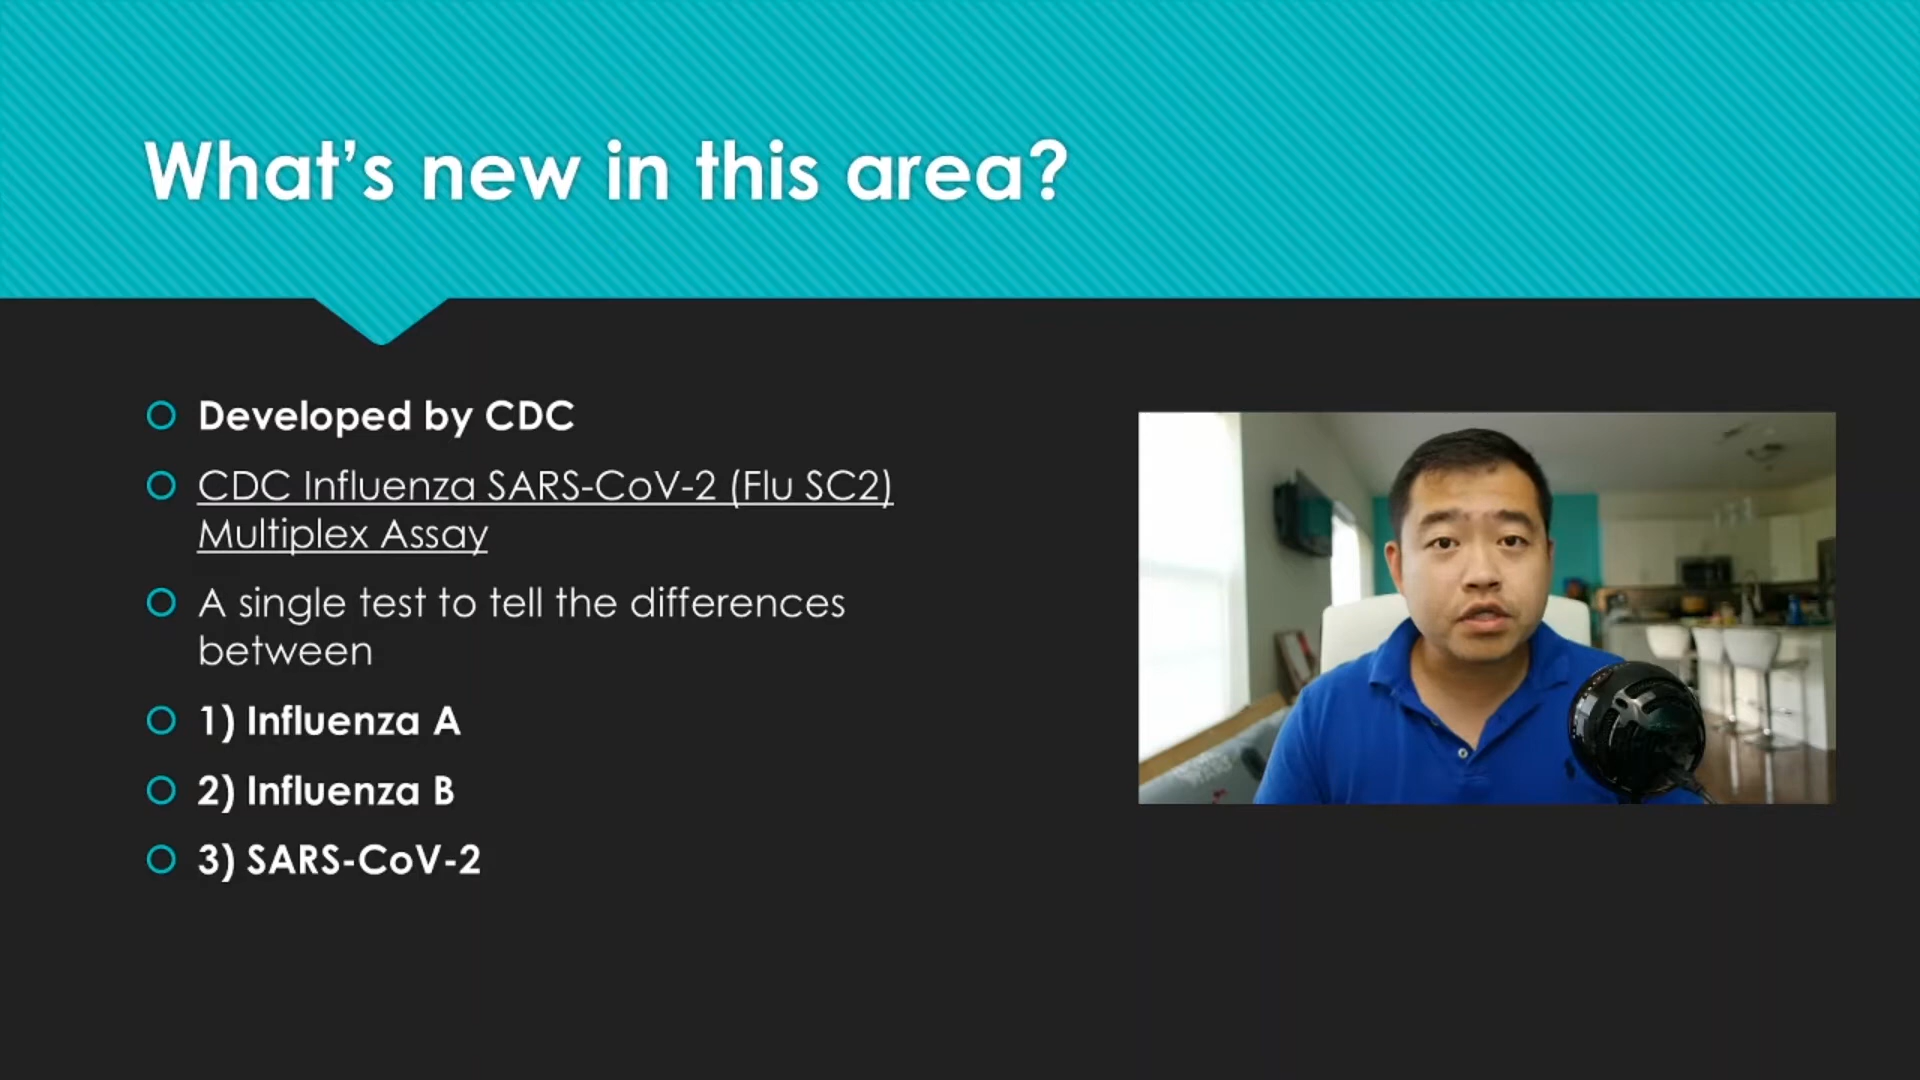 What's new in this area?
Developed by CDC
CDC Influenza SARS-CoV-2 (Flu SC2)
Multiplex Assay
A single test to tell the differences
between
1) Influenza A
2) Influenza B
3) SARS-CoV-2